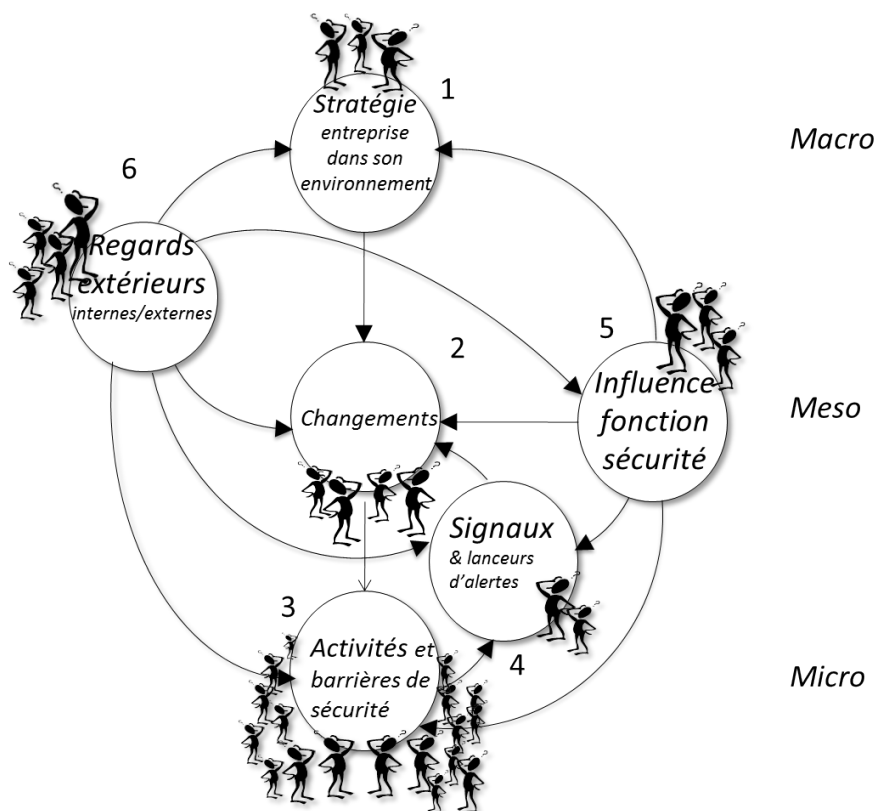 1
Stratégie
entreprise
dans son
environnement
Macro
6
Regards
extérieurs
internes/externes
2
Changements
5
Influence
fonction
sécurité
Meso
Signaux
& lanceurs
d'alertes
4
3
Activités et
barrières de
sécurité
Micro